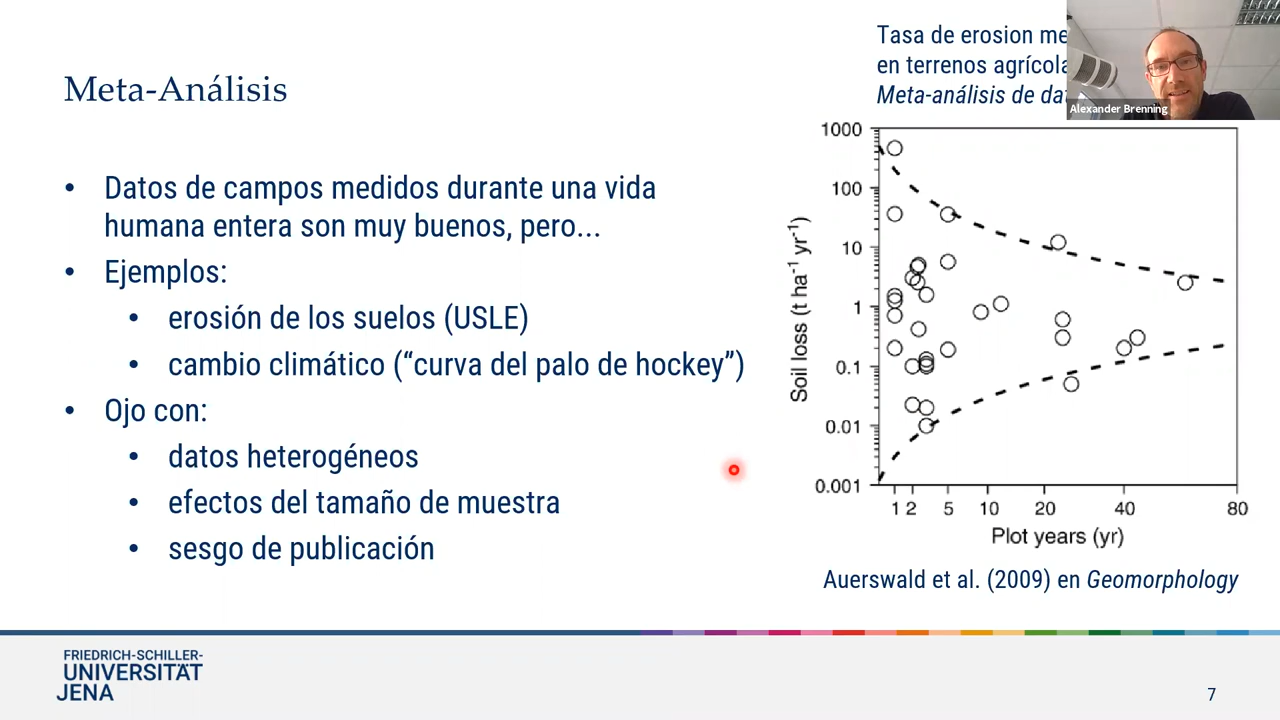 Meta-Análisis
Datos de campos medidos durante una vida
humana entera son muy buenos, pero...
Ejemplos:
erosión de los suelos (USLE)
cambio climático (“curva del palo de hockey”)
Ojo con:
datos heterogéneos
efectos del tamaño de muestra
sesgo de publicación
Tasa de erosion
en terrenos
Meta-análisis de
Alexander Brenning
1000
100
10
1
0.1
0.01
0.001
Soil loss (t ha⁻¹ yr⁻¹)
1 2 5 10 20 40 80
Plot years (yr)
Auerswald et al. (2009) en Geomorphology
FRIEDRICH-SCHILLER-
UNIVERSITÄT
JENA
7